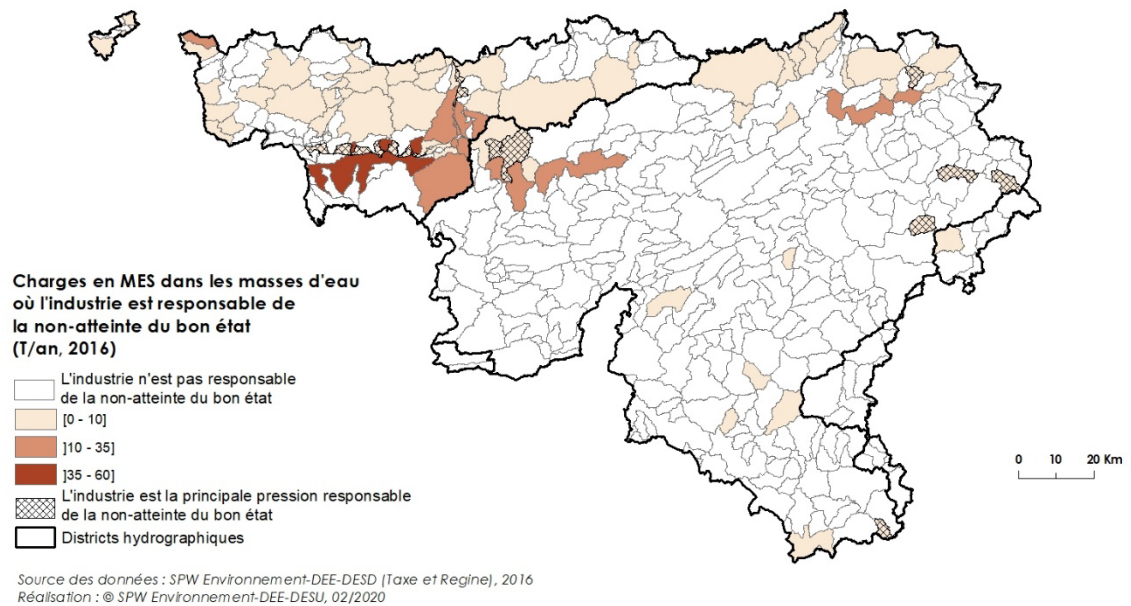 Charges en MES dans les masses d'eau
où l'industrie est responsable de
la non-atteinte du bon état
(T/an, 2016)
L'industrie n'est pas responsable
de la non-atteinte du bon état
[0 - 10]
]10 - 35]
]35 - 60]
L'industrie est la principale pression responsable
de la non-atteinte du bon état
Districts hydrographiques
0 10 20 Km
Source des données : SPW Environnement-DEE-DESD (Taxe et Regine), 2016
Réalisation : © SPW Environnement-DEE-DESU, 02/2020